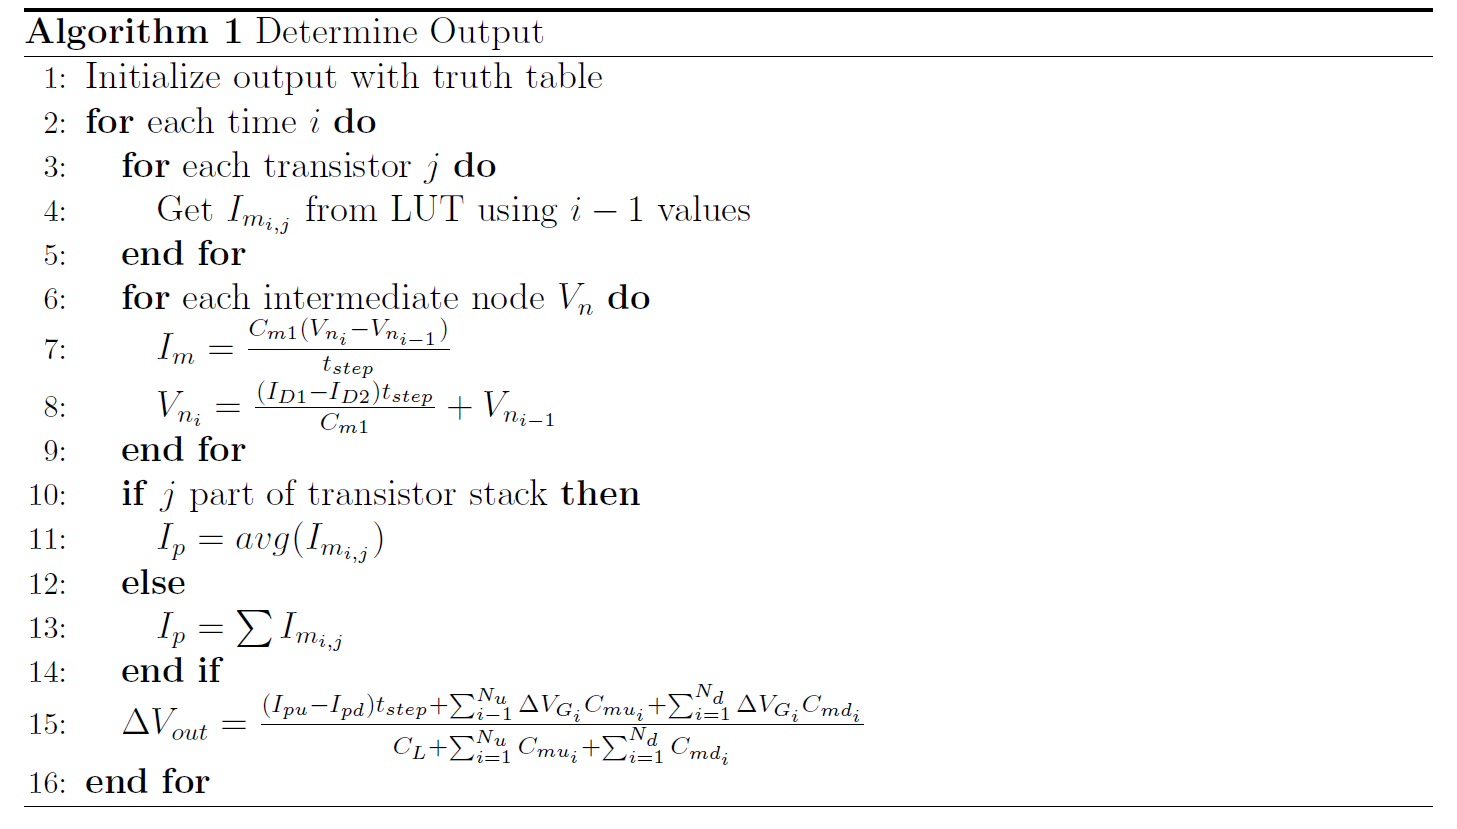 Algorithm 1 Determine Output
1: Initialize output with truth table
2: for each time i do
3: for each transistor j do
4: Get I_{m_{i,j}} from LUT using i − 1 values
5: end for
6: for each intermediate node V_n do
7: I_m = \frac{C_{m1}(V_{n_i} − V_{n_{i−1}})}{t_{step}}
8: V_{n_i} = \frac{(I_{D1} − I_{D2})t_{step}}{C_{m1}} + V_{n_{i−1}}
9: end for
10: if j part of transistor stack then
11: I_p = avg(I_{m_{i,j}})
12: else
13: I_p = ∑ I_{m_{i,j}}
14: end if
15: ΔV_{out} = \frac{(I_{pu} − I_{pd})t_{step} + ∑_{i−1}^{N_u} ΔV_{G_i} C_{mu_i} + ∑_{i=1}^{N_d} ΔV_{G_i} C_{md_i}}{C_L + ∑_{i=1}^{N_u} C_{mu_i} + ∑_{i=1}^{N_d} C_{md_i}}
16: end for